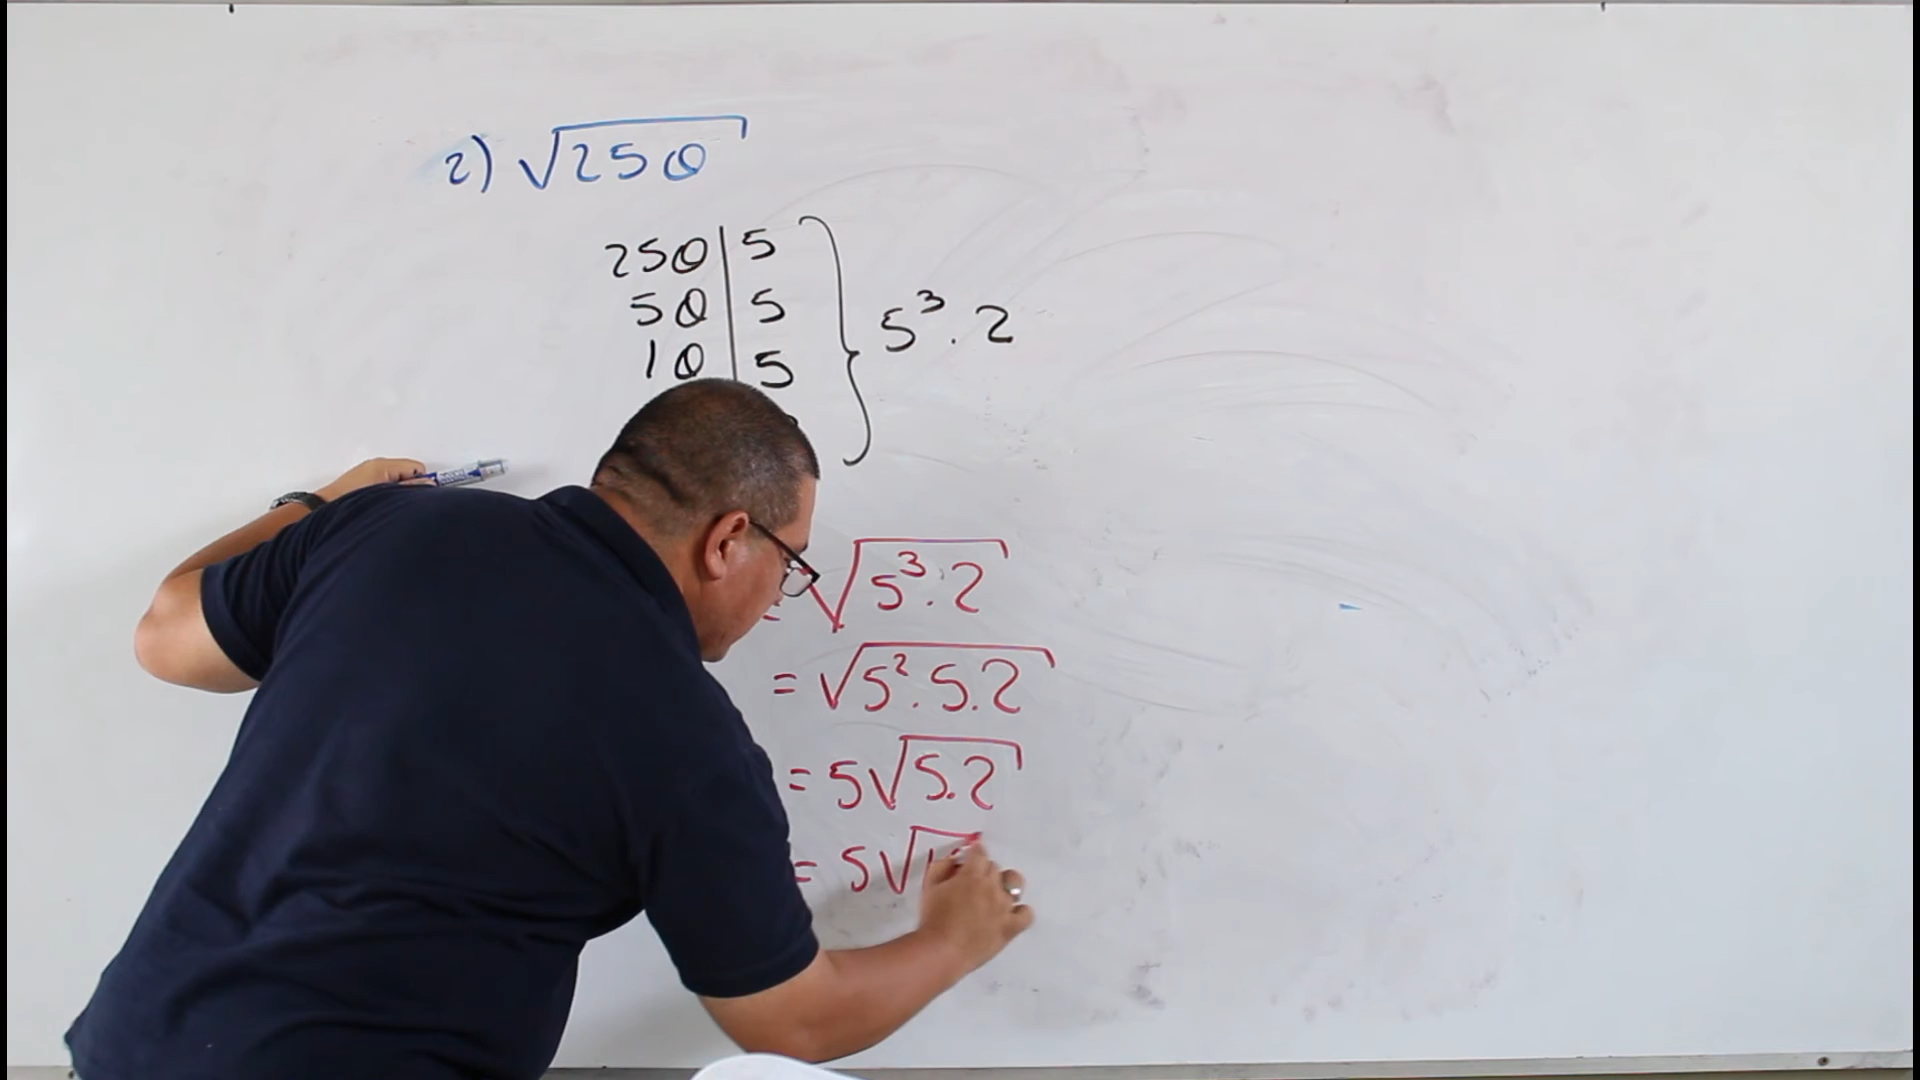 2) √250
250 | 5
50 | 5
10 | 5
} 5³ . 2
= √5³ . 2
= √5² . 5 . 2
= 5√5.2
= 5√